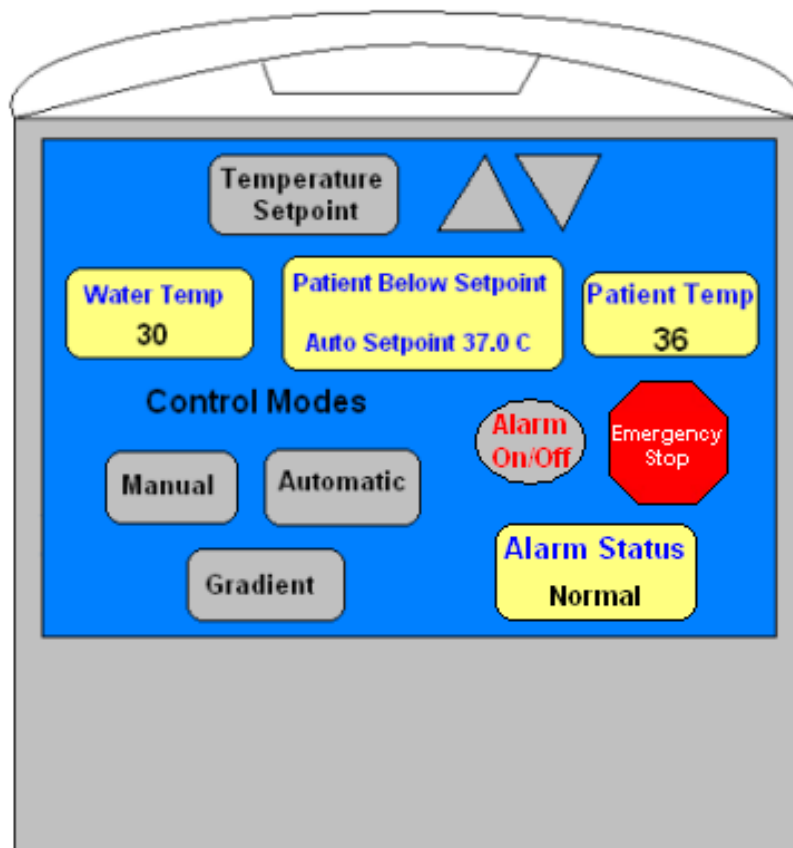 Temperature
Setpoint
Water Temp
30
Patient Below Setpoint
Auto Setpoint 37.0 C
Patient Temp
36
Control Modes
Alarm
On/Off
Emergency
Stop
Manual
Automatic
Gradient
Alarm Status
Normal